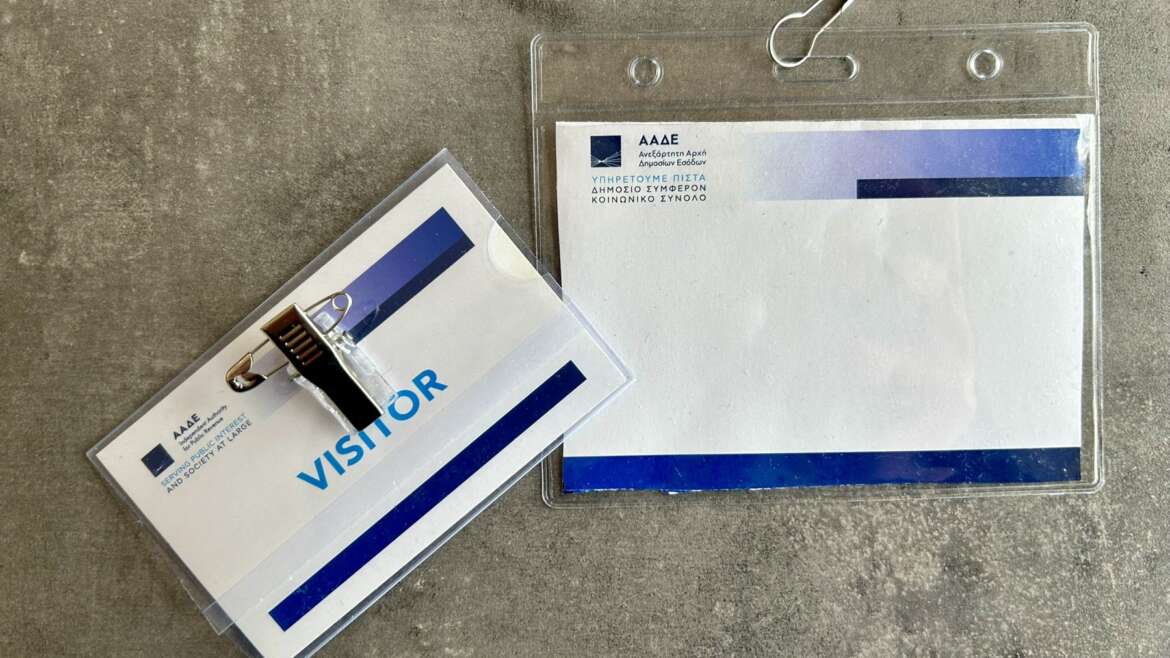 ΑΑΔΕ
Ανεξάρτητη Αρχή
Δημοσίων Εσόδων
ΥΠΗΡΕΤΟΥΜΕ ΠΙΣΤΑ
ΔΗΜΟΣΙΟ ΣΥΜΦΕΡΟΝ
ΚΟΙΝΩΝΙΚΟ ΣΥΝΟΛΟ
ΑΑΔΕ
Independent Authority
for Public Revenue
SERVING PUBLIC INTEREST
AND SOCIETY AT LARGE
VISITOR